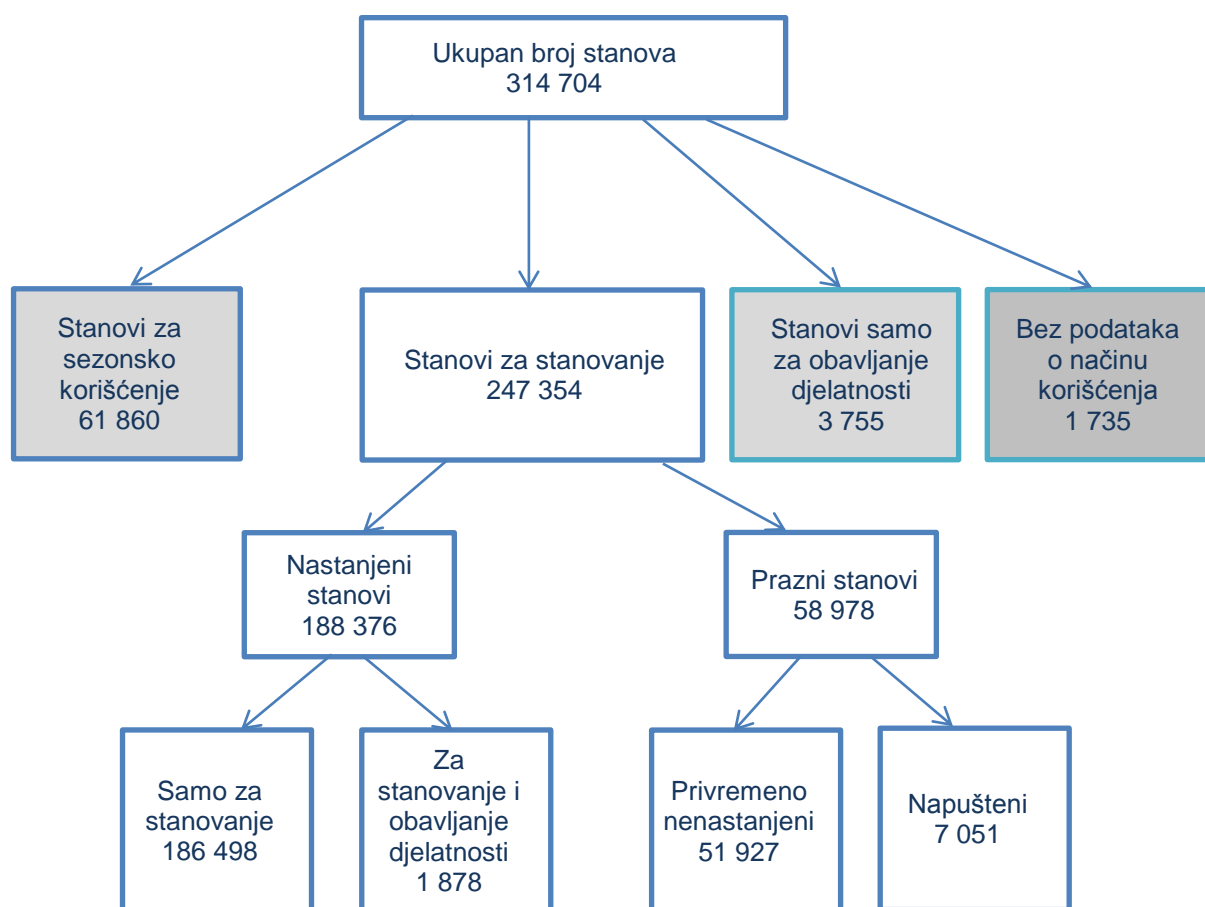 Ukupan broj stanova
314 704
Stanovi za
sezonsko
korišćenje
61 860
Stanovi za stanovanje
247 354
Stanovi samo
za obavljanje
djelatnosti
3 755
Bez podataka
o načinu
korišćenja
1 735
Nastanjeni
stanovi
188 376
Prazni stanovi
58 978
Samo za
stanovanje
186 498
Za
stanovanje i
obavljanje
djelatnosti
1 878
Privremeno
nenastanjeni
51 927
Napušteni
7 051